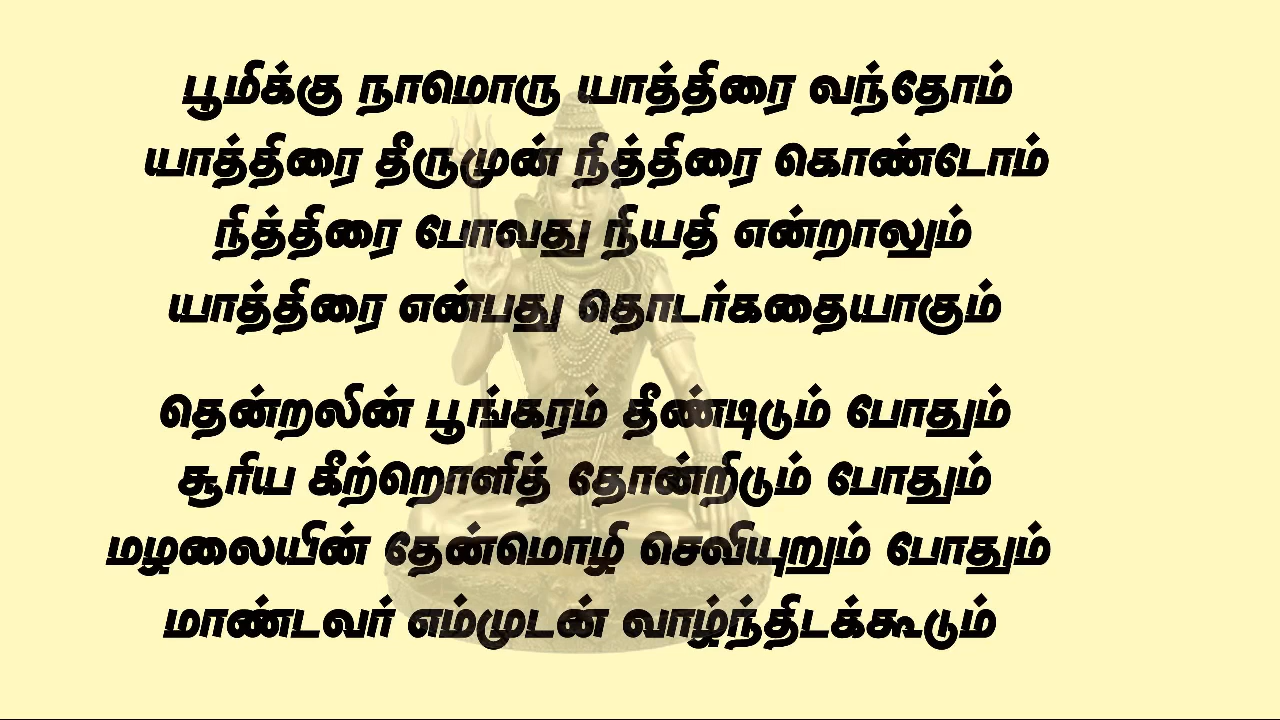 பூமிக்கு நாமொரு யாத்திரை வந்தோம்
யாத்திரை தீருமுன் நித்திரை கொண்டோம்
நித்திரை போவது நியதி என்றாலும்
யாத்திரை என்பது தொடர்கதையாகும்
தென்றலின் பூங்கரம் தீண்டிடும் போதும்
சூரிய கீற்றொளித் தோன்றிடும் போதும்
மழலையின் தேன்மொழி செவியுறும் போதும்
மாண்டவர் எம்முடன் வாழ்ந்திடக்கூடும்